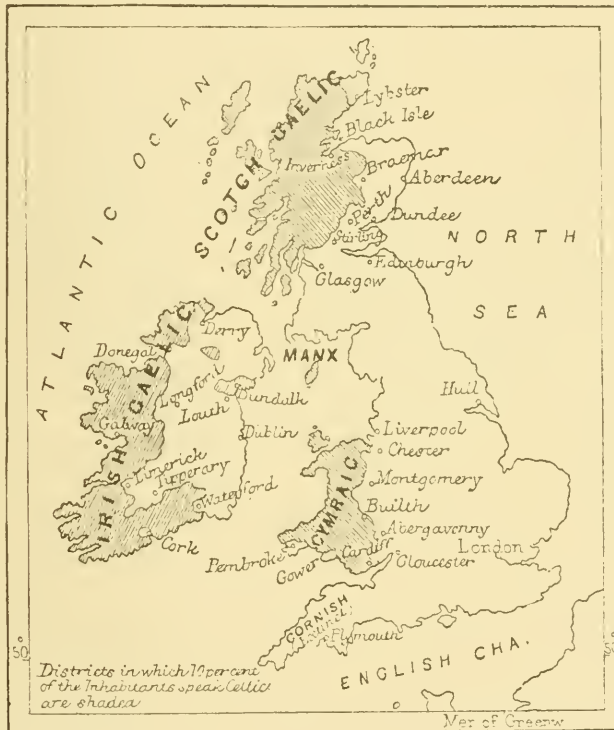 ATLANTIC OCEAN
SCOTCH GAELIC
Lybster
Black Isle
Inverness
Braemar
Aberdeen
Perth
Dundee
Stirling
Edinburgh
Glasgow
NORTH
SEA
Derry
Donegal
IRISH GAELIC
MANX
Longford
Dundalk
Louth
Galway
Dublin
Hull
Liverpool
Chester
Limerick
Tipperary
Waterford
Cork
Montgomery
CYMRAIC
Builth
Abergavenny
Pembroke
Gower
Cardiff
Gloucester
London
CORNISH
Plymouth
50°
ENGLISH CHA.
Districts in which 10 percent
of the Inhabitants speak Celtic
are shaded
Mer of Greenw